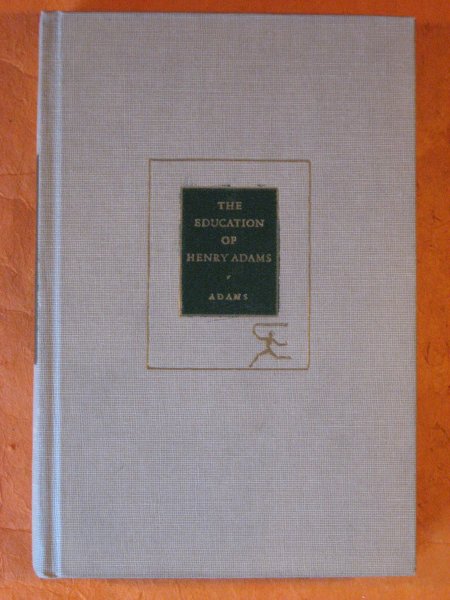 THE
EDUCATION
OF
HENRY ADAMS
ADAMS